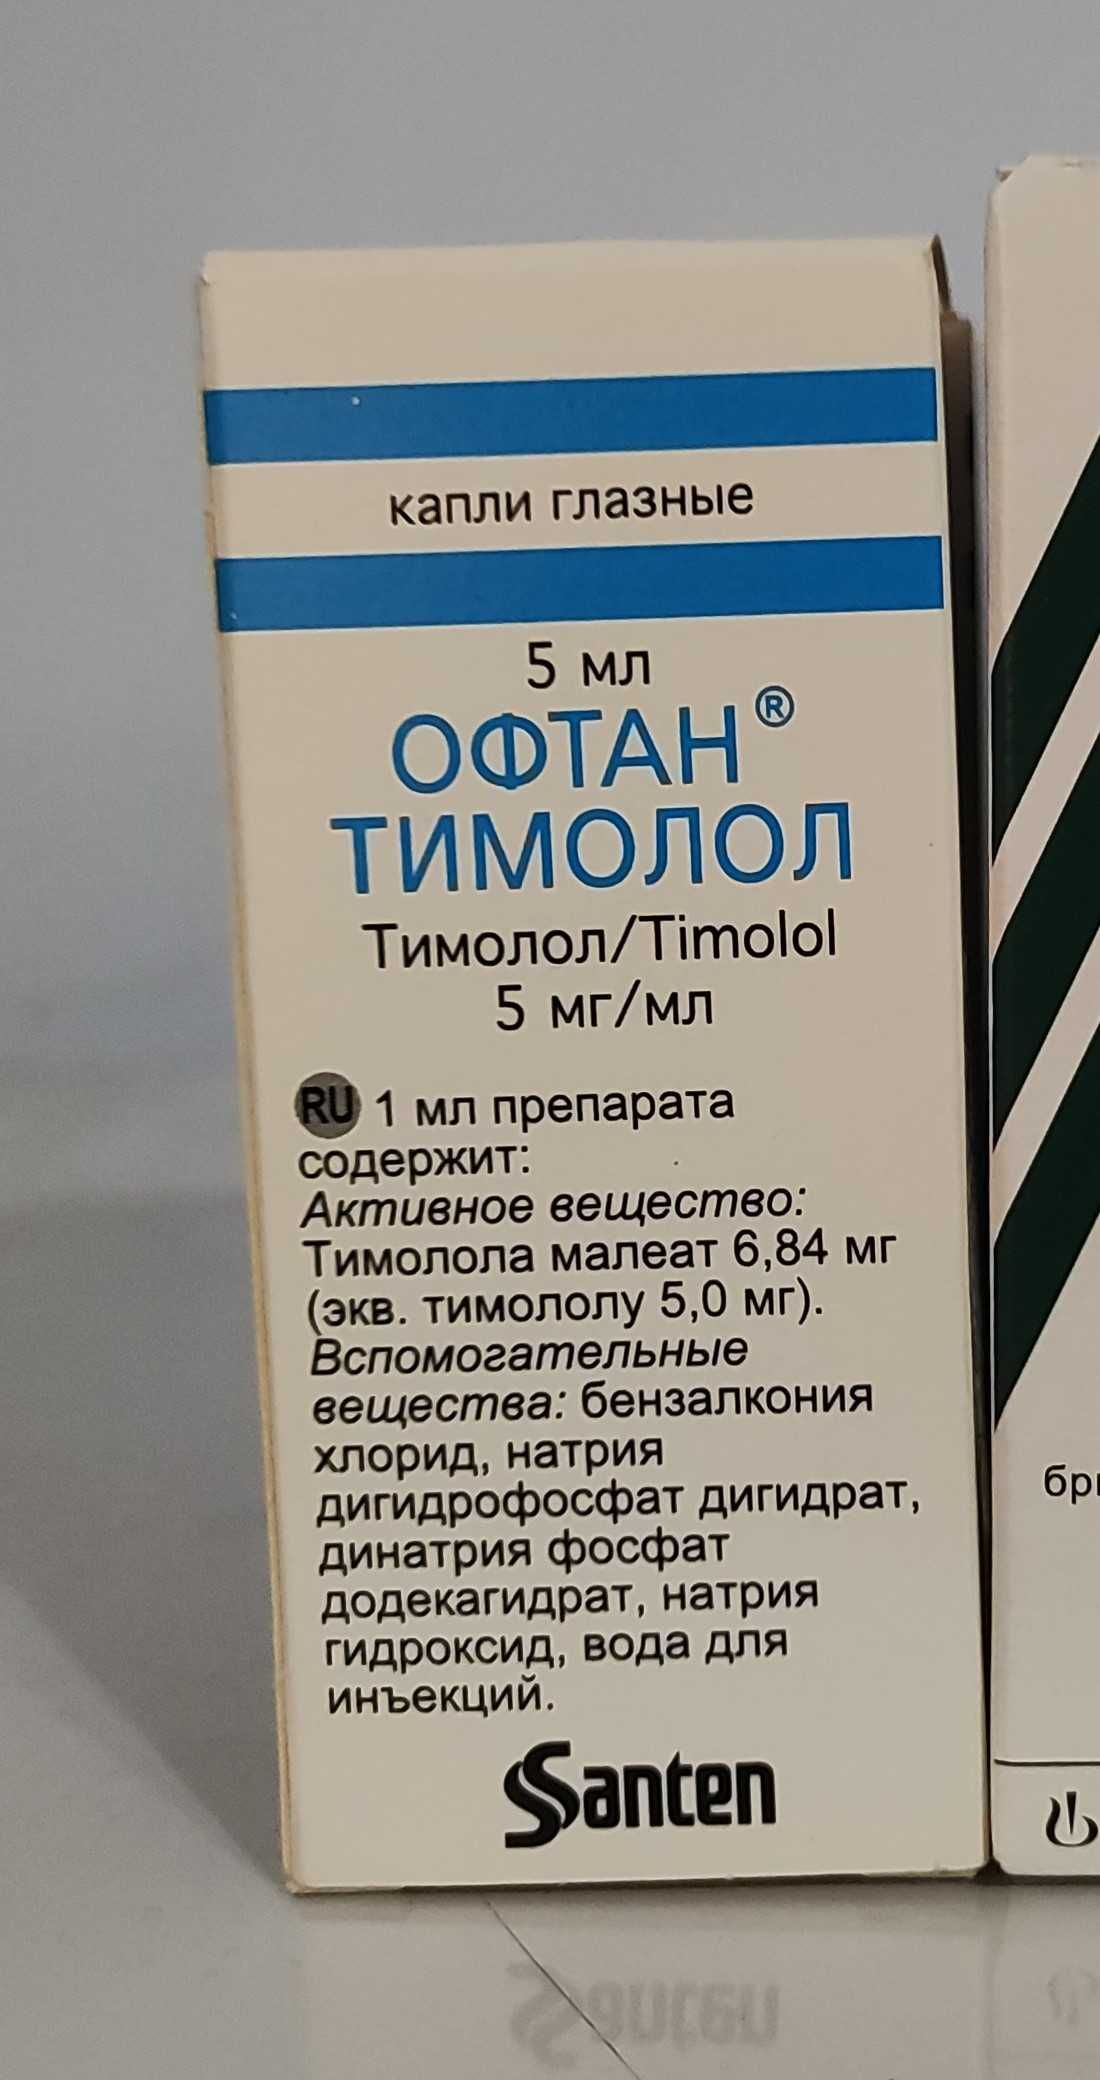 капли глазные
5 мл
ОФТАН®
ТИМОЛОЛ
Тимолол/Timolol
5 мг/мл
RU 1 мл препарата
содержит:
Активное вещество:
Тимолола малеат 6,84 мг
(экв. тимололу 5,0 мг).
Вспомогательные
вещества: бензалкония
хлорид, натрия
дигидрофосфат дигидрат,
динатрия фосфат
додекагидрат, натрия
гидроксид, вода для
инъекций.
Santen